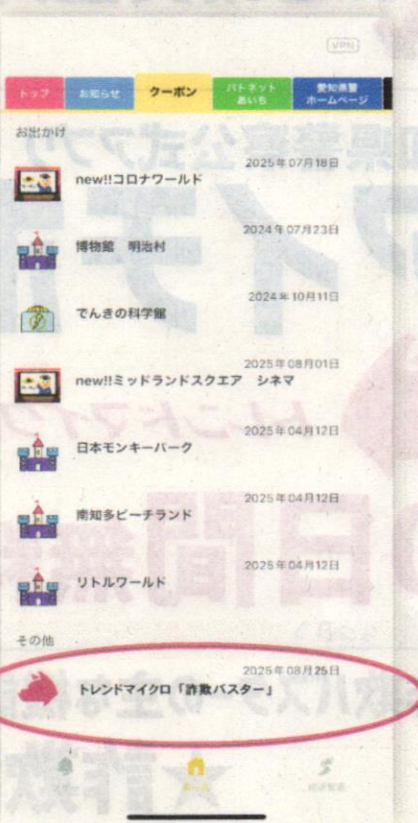 VPN
トップ
お知らせ
クーポン
パトネット
あいち
愛知県警
ホームページ
お出かけ
2025年07月18日
new!!コロナワールド
2024年07月23日
博物館　明治村
2024年10月11日
でんきの科学館
2025年08月01日
new!!ミッドランドスクエア　シネマ
2025年04月12日
日本モンキーパーク
2025年04月12日
南知多ビーチランド
2025年04月12日
リトルワールド
その他
2025年08月25日
トレンドマイクロ「詐欺バスター」
ホーム